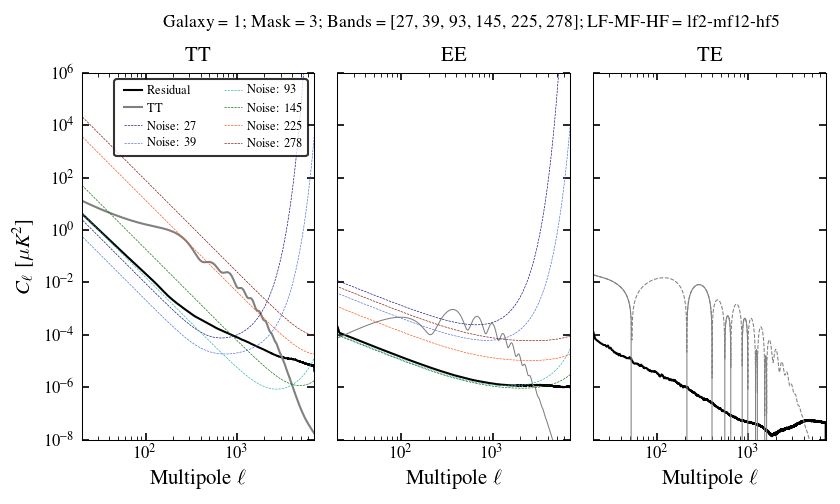 Galaxy = 1; Mask = 3; Bands = [27, 39, 93, 145, 225, 278]; LF-MF-HF = lf2-mf12-hf5
TT EE TE
Residual
TT
Noise: 27
Noise: 39
Noise: 93
Noise: 145
Noise: 225
Noise: 278
10^6
10^4
10^2
10^0
10^−2
10^−4
10^−6
10^−8
C_ℓ [μK^2]
10^2 10^3 10^2 10^3 10^2 10^3
Multipole ℓ Multipole ℓ Multipole ℓ